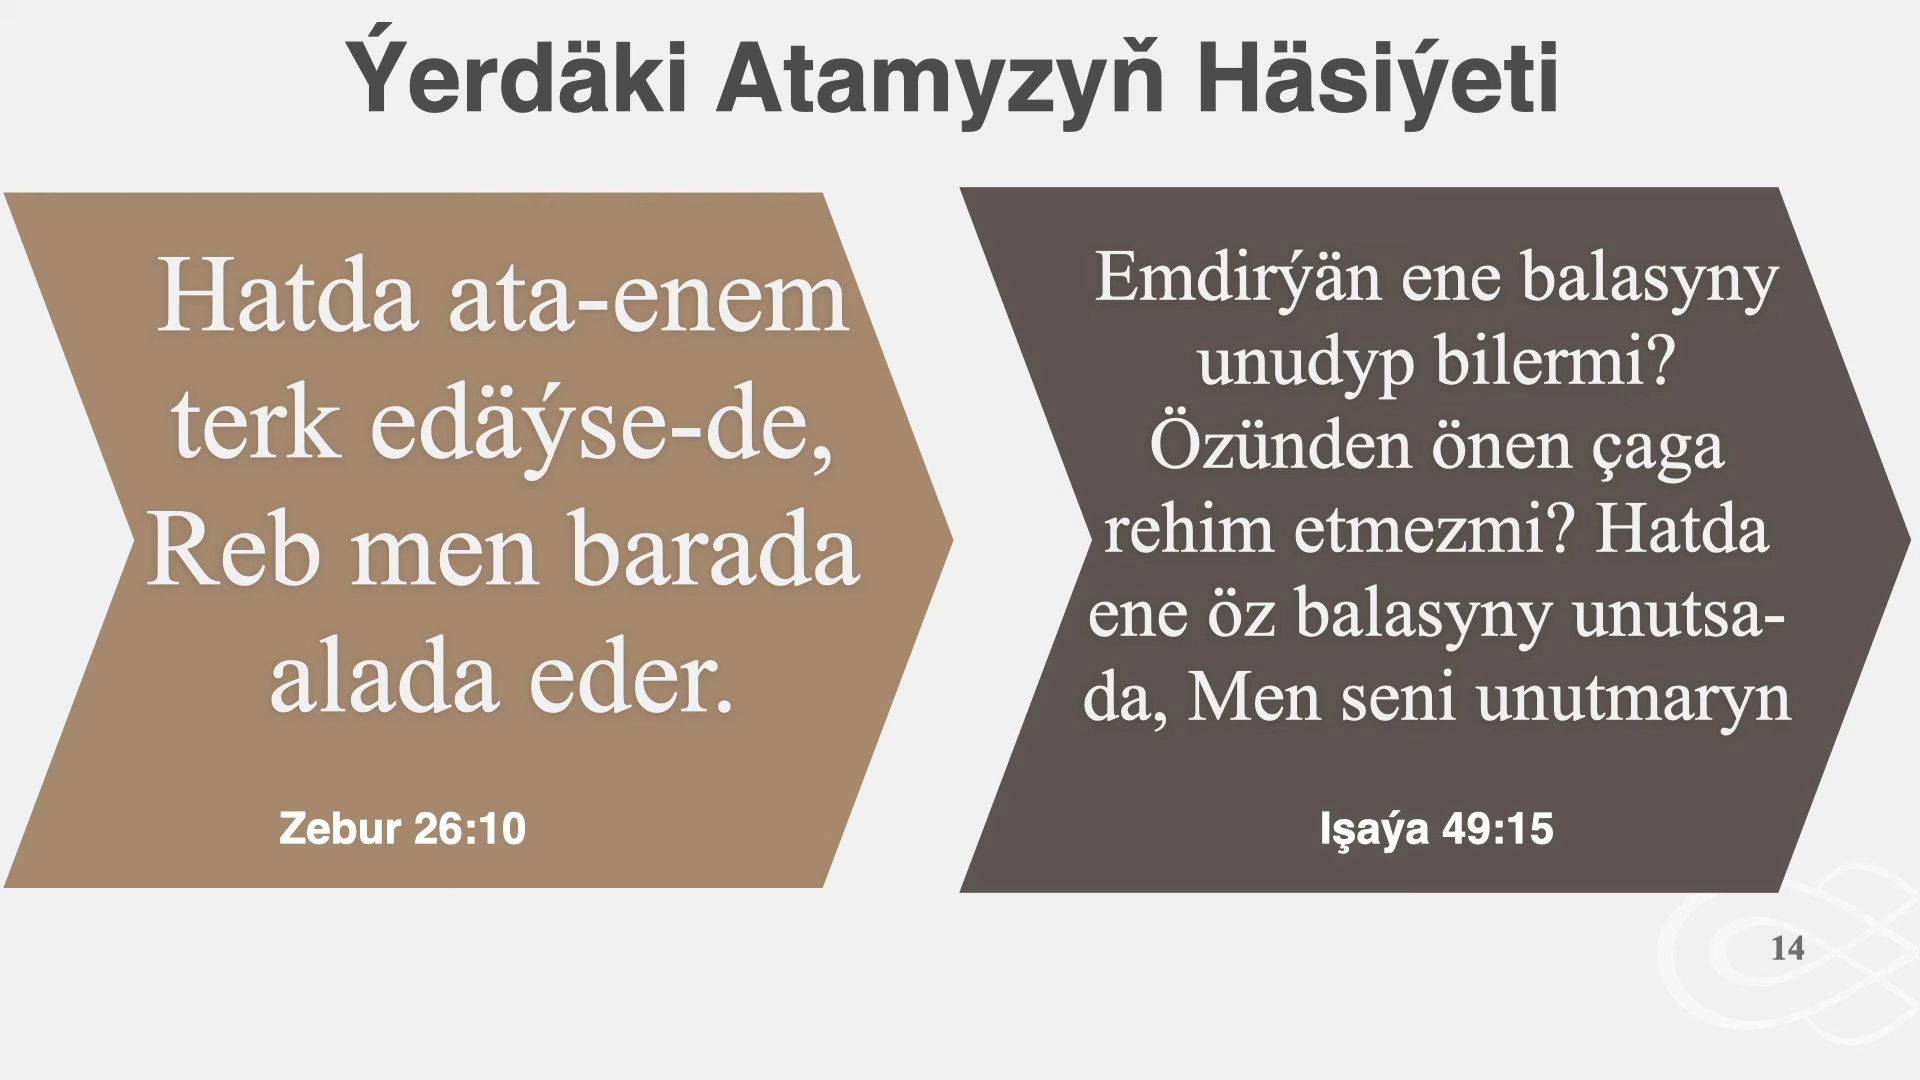 Ýerdäki Atamyzyň Häsiýeti
Hatda ata-enem
terk edäýse-de,
Reb men barada
alada eder.
Zebur 26:10
Emdirýän ene balasyny
unudyp bilermi?
Özünden önen çaga
rehim etmezmi? Hatda
ene öz balasyny unutsa-
da, Men seni unutmaryn
Işaýa 49:15
14